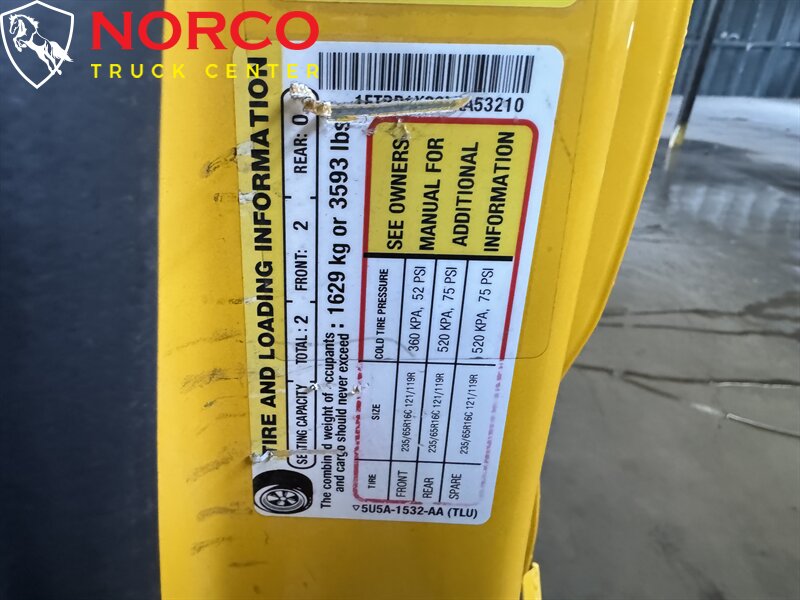 NORCO
TRUCK CENTER
A53210
TIRE AND LOADING INFORMATION
SEATING CAPACITY TOTAL : 2 FRONT: 2 REAR: 0
The combined weight of occupants
and cargo should never exceed : 1629 kg or 3593 lbs.
TIRE SIZE COLD TIRE PRESSURE SEE OWNERS
FRONT 235/65R16C 121/119R 360 KPA, 52 PSI MANUAL FOR
REAR 235/65R16C 121/119R 520 KPA, 75 PSI ADDITIONAL
SPARE 235/65R16C 121/119R 520 KPA, 75 PSI INFORMATION
▽5U5A-1532-AA (TLU)